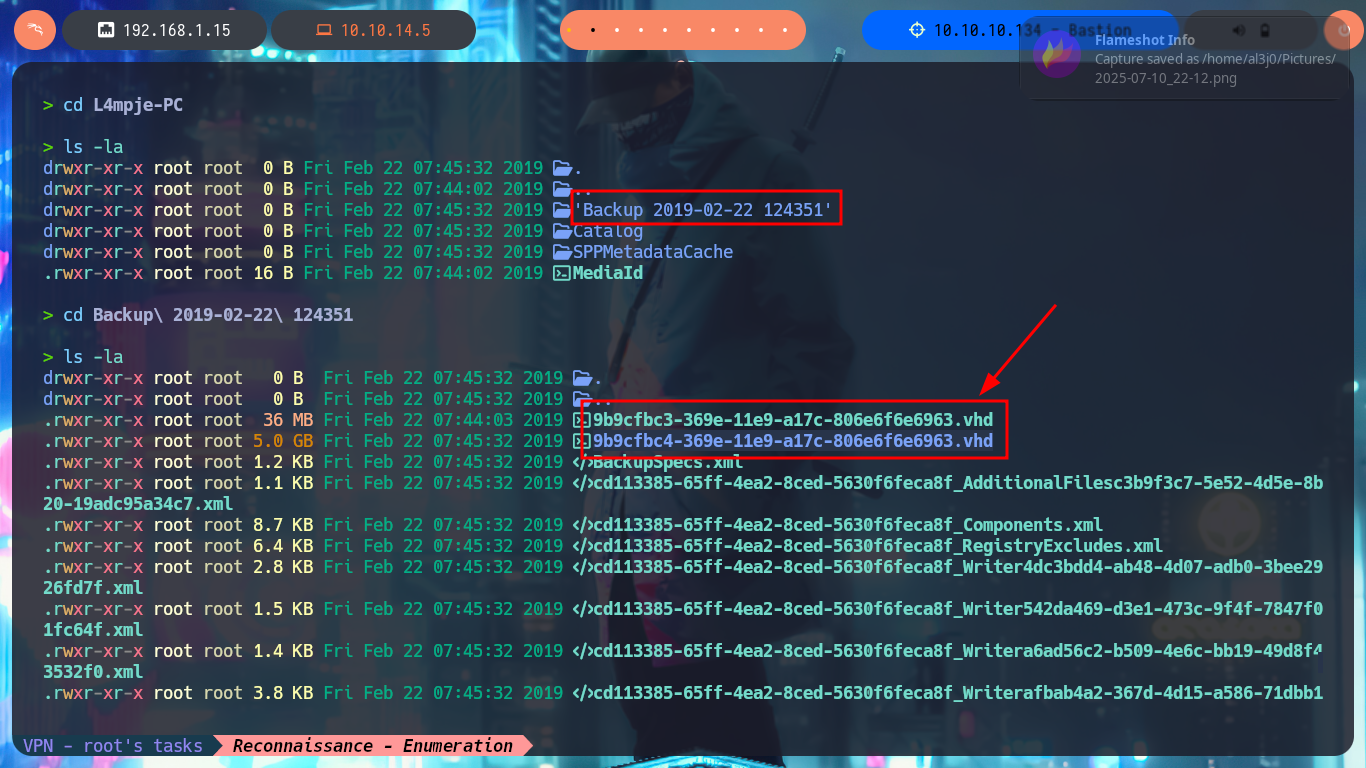 192.168.1.15
10.10.14.5
10.10.10.134 - Bastion
Flameshot Info
Capture saved as /home/al3j0/Pictures/
2025-07-10_22-12.png
> cd L4mpje-PC
> ls -la
drwxr-xr-x root root 0 B Fri Feb 22 07:45:32 2019 .
drwxr-xr-x root root 0 B Fri Feb 22 07:44:02 2019 ..
drwxr-xr-x root root 0 B Fri Feb 22 07:45:32 2019 'Backup 2019-02-22 124351'
drwxr-xr-x root root 0 B Fri Feb 22 07:45:32 2019 Catalog
drwxr-xr-x root root 0 B Fri Feb 22 07:45:32 2019 SPPMetadataCache
.rwxr-xr-x root root 16 B Fri Feb 22 07:44:02 2019 MediaId
> cd Backup\ 2019-02-22\ 124351
> ls -la
drwxr-xr-x root root 0 B Fri Feb 22 07:45:32 2019 .
drwxr-xr-x root root 0 B Fri Feb 22 07:45:32 2019 ..
.rwxr-xr-x root root 36 MB Fri Feb 22 07:44:03 2019 9b9cfbc3-369e-11e9-a17c-806e6f6e6963.vhd
.rwxr-xr-x root root 5.0 GB Fri Feb 22 07:45:32 2019 9b9cfbc4-369e-11e9-a17c-806e6f6e6963.vhd
.rwxr-xr-x root root 1.2 KB Fri Feb 22 07:45:32 2019 </>BackupSpecs.xml
.rwxr-xr-x root root 1.1 KB Fri Feb 22 07:45:32 2019 </>cd113385-65ff-4ea2-8ced-5630f6feca8f_AdditionalFilesc3b9f3c7-5e52-4d5e-8b
20-19adc95a34c7.xml
.rwxr-xr-x root root 8.7 KB Fri Feb 22 07:45:32 2019 </>cd113385-65ff-4ea2-8ced-5630f6feca8f_Components.xml
.rwxr-xr-x root root 6.4 KB Fri Feb 22 07:45:32 2019 </>cd113385-65ff-4ea2-8ced-5630f6feca8f_RegistryExcludes.xml
.rwxr-xr-x root root 2.8 KB Fri Feb 22 07:45:32 2019 </>cd113385-65ff-4ea2-8ced-5630f6feca8f_Writer4dc3bdd4-ab48-4d07-adb0-3bee29
26fd7f.xml
.rwxr-xr-x root root 1.5 KB Fri Feb 22 07:45:32 2019 </>cd113385-65ff-4ea2-8ced-5630f6feca8f_Writer542da469-d3e1-473c-9f4f-7847f0
1fc64f.xml
.rwxr-xr-x root root 1.4 KB Fri Feb 22 07:45:32 2019 </>cd113385-65ff-4ea2-8ced-5630f6feca8f_Writera6ad56c2-b509-4e6c-bb19-49d8f4
3532f0.xml
.rwxr-xr-x root root 3.8 KB Fri Feb 22 07:45:32 2019 </>cd113385-65ff-4ea2-8ced-5630f6feca8f_Writerafbab4a2-367d-4d15-a586-71dbb1
VPN - root's tasks Reconnaissance - Enumeration